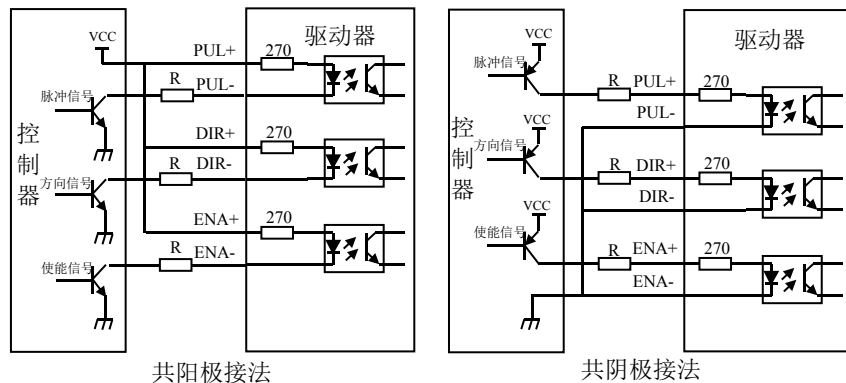 VCC
PUL+
270
驱动器
脉冲信号
R
PUL-
控制器
DIR+
270
R
DIR-
方向信号
ENA+
270
R
ENA-
使能信号
共阳极接法
VCC
驱动器
脉冲信号
R
PUL+
270
PUL-
控制器
VCC
方向信号
R
DIR+
270
DIR-
VCC
使能信号
R
ENA+
270
ENA-
共阴极接法